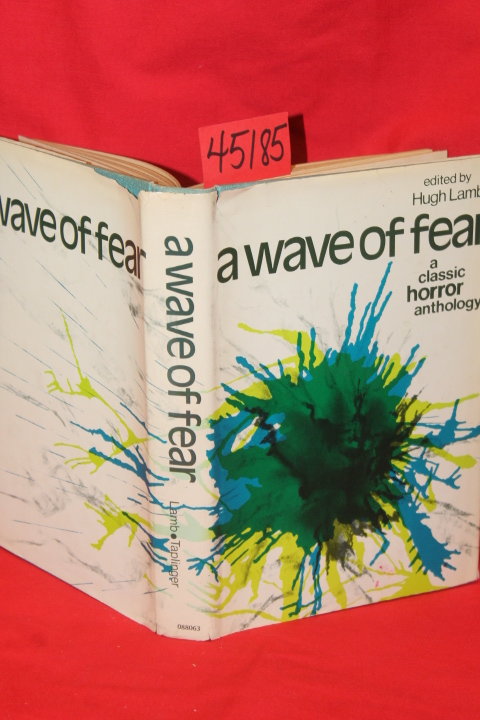 45185
edited by
Hugh Lamb
a wave of fear
a
classic
horror
anthology
wave of fear
a wave of fear
Lamb • Taplinger
088063